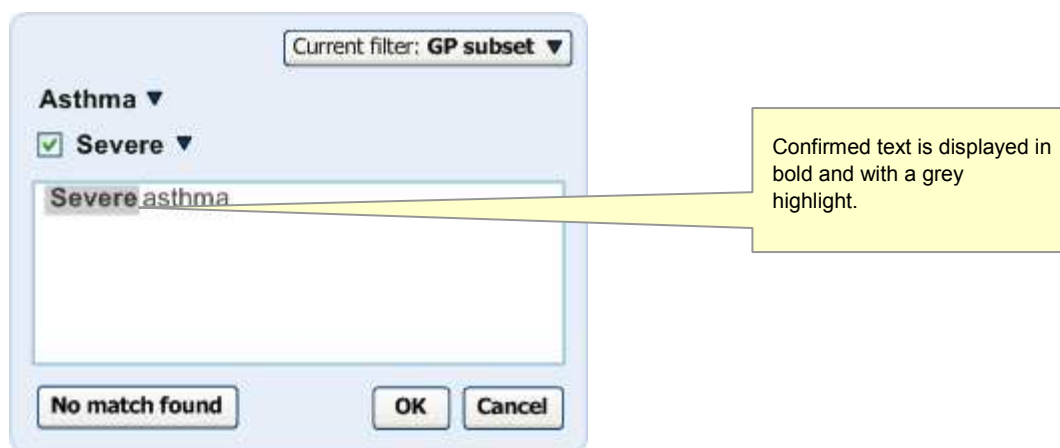 Current filter: GP subset ▼
Asthma ▼
Severe ▼
Severe asthma
No match found
OK
Cancel
Confirmed text is displayed in
bold and with a grey
highlight.